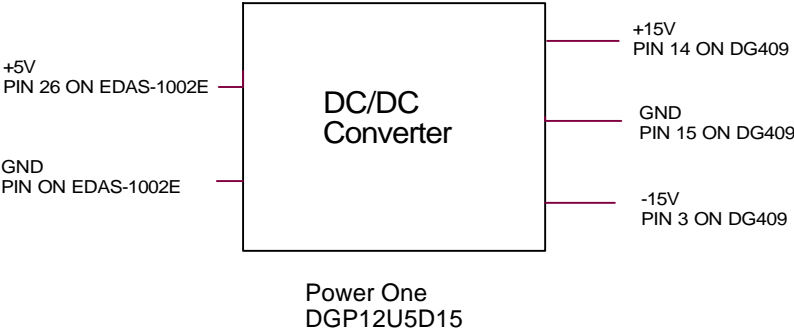 +5V
PIN 26 ON EDAS-1002E
GND
PIN ON EDAS-1002E
DC/DC
Converter
+15V
PIN 14 ON DG409
GND
PIN 15 ON DG409
-15V
PIN 3 ON DG409
Power One
DGP12U5D15